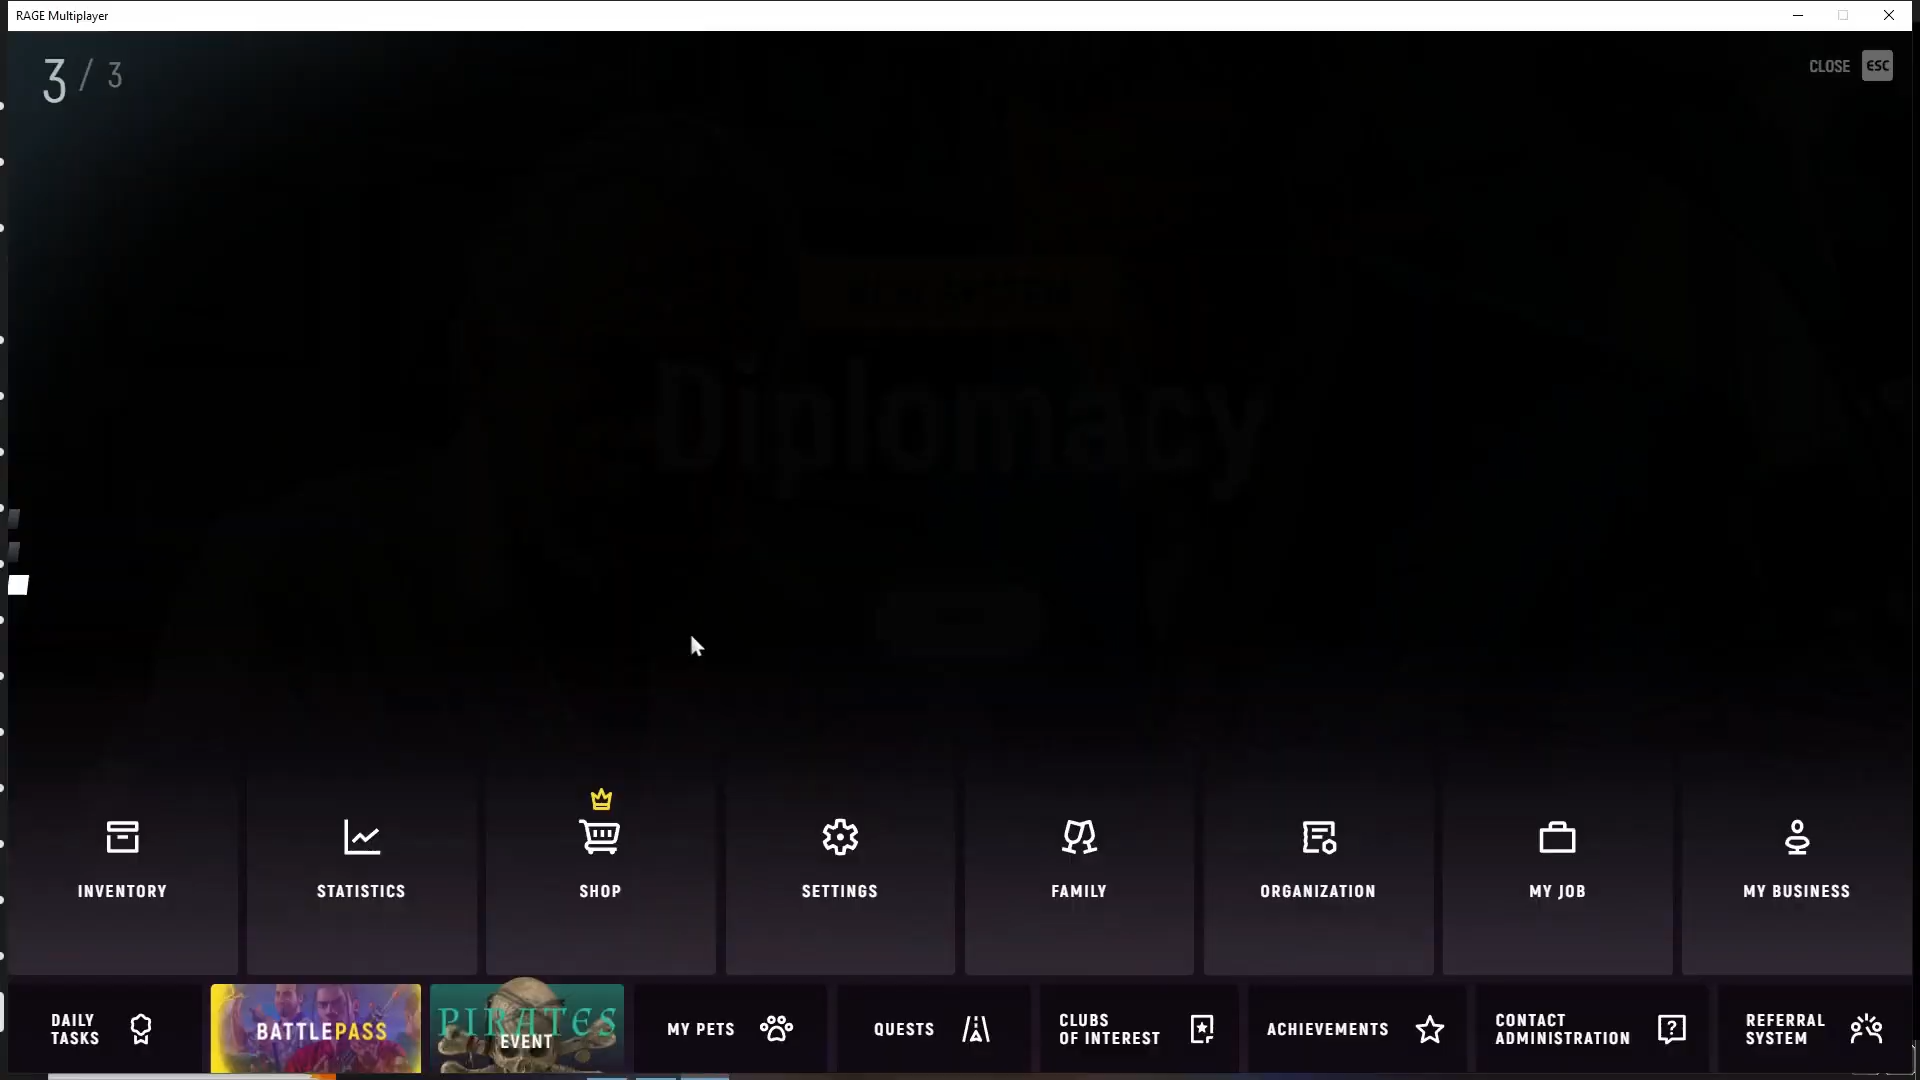 RAGE Multiplayer
3 / 3
CLOSE ESC
Diplomacy
INVENTORY
STATISTICS
SHOP
SETTINGS
FAMILY
ORGANIZATION
MY JOB
MY BUSINESS
DAILY
TASKS
BATTLEPASS
PIRATES
EVENT
MY PETS
QUESTS
CLUBS
OF INTEREST
ACHIEVEMENTS
CONTACT
ADMINISTRATION
REFERRAL
SYSTEM